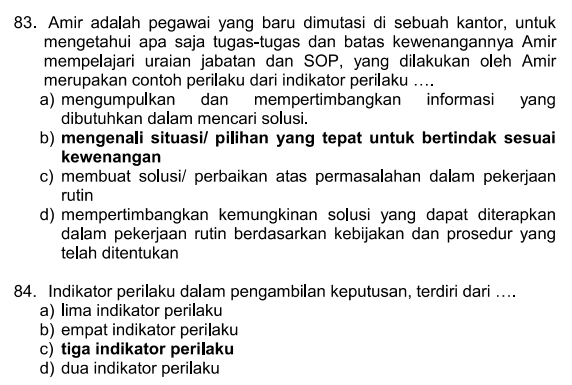 83. Amir adalah pegawai yang baru dimutasi di sebuah kantor, untuk
mengetahui apa saja tugas-tugas dan batas kewenangannya Amir
mempelajari uraian jabatan dan SOP, yang dilakukan oleh Amir
merupakan contoh perilaku dari indikator perilaku ….
a) mengumpulkan dan mempertimbangkan informasi yang
dibutuhkan dalam mencari solusi.
b) mengenali situasi/ pilihan yang tepat untuk bertindak sesuai
kewenangan
c) membuat solusi/ perbaikan atas permasalahan dalam pekerjaan
rutin
d) mempertimbangkan kemungkinan solusi yang dapat diterapkan
dalam pekerjaan rutin berdasarkan kebijakan dan prosedur yang
telah ditentukan
84. Indikator perilaku dalam pengambilan keputusan, terdiri dari ….
a) lima indikator perilaku
b) empat indikator perilaku
c) tiga indikator perilaku
d) dua indikator perilaku